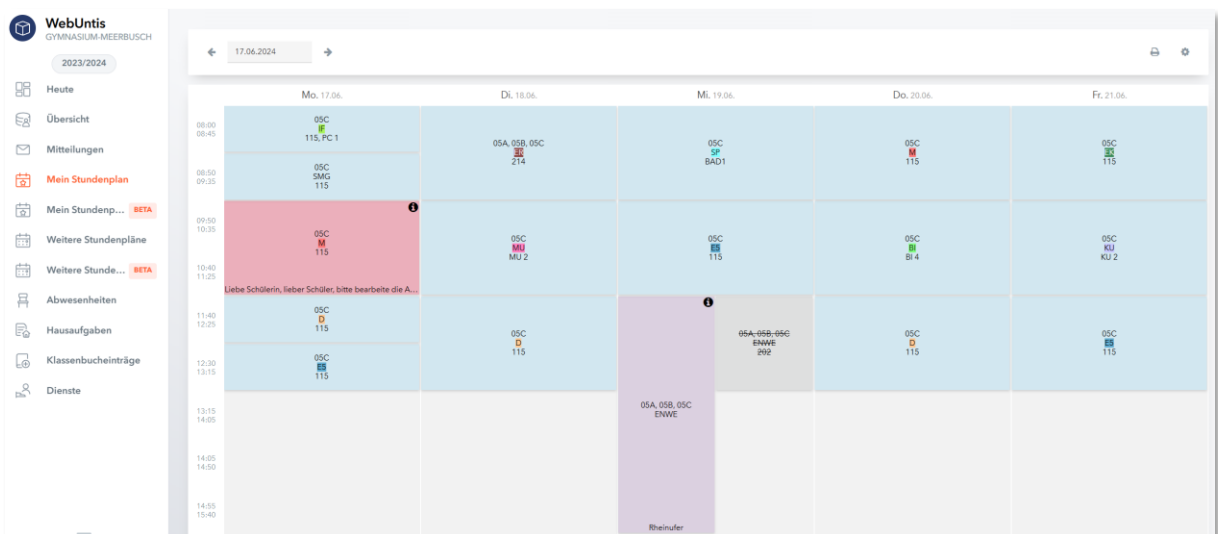 WebUntis
GYMNASIUM-MEERBUSCH
2023/2024
Heute
Übersicht
Mitteilungen
Mein Stundenplan
Mein Stundenp... BETA
Weitere Stundenpläne
Weitere Stunde... BETA
Abwesenheiten
Hausaufgaben
Klassenbucheinträge
Dienste
17.06.2024
Mo. 17.06.
Di. 18.06.
Mi. 19.06.
Do. 20.06.
Fr. 21.06.
08:00
08:45
05C
IF
115, PC 1
05A, 05B, 05C
ER
214
05C
SP
BAD1
05C
M
115
05C
EK
115
08:50
09:35
05C
SMG
115
09:50
10:35
05C
M
115
Liebe Schülerin, lieber Schüler, bitte bearbeite die A...
05C
MU
MU 2
05C
E5
115
05C
BI
BI 4
05C
KU
KU 2
10:40
11:25
11:40
12:25
05C
D
115
05C
D
115
05A, 05B, 05C
ENWE
202
05C
D
115
05C
E5
115
12:30
13:15
05C
E5
115
13:15
14:05
05A, 05B, 05C
ENWE
14:05
14:50
14:55
15:40
Rheinufer